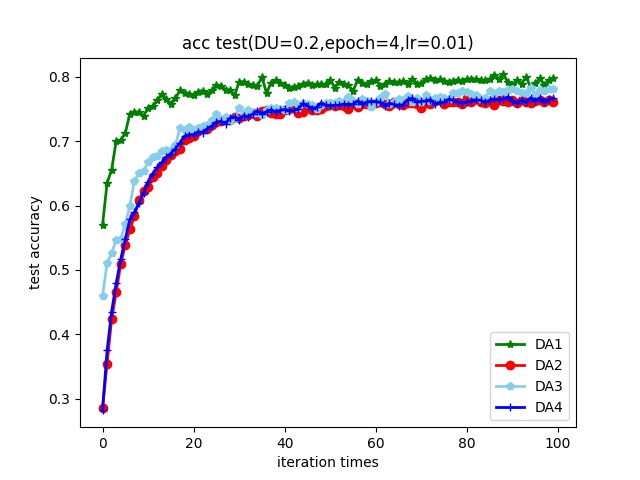 acc test(DU=0.2,epoch=4,lr=0.01)
0.8
0.7
0.6
0.5
0.4
0.3
test accuracy
DA1
DA2
DA3
DA4
0 20 40 60 80 100
iteration times